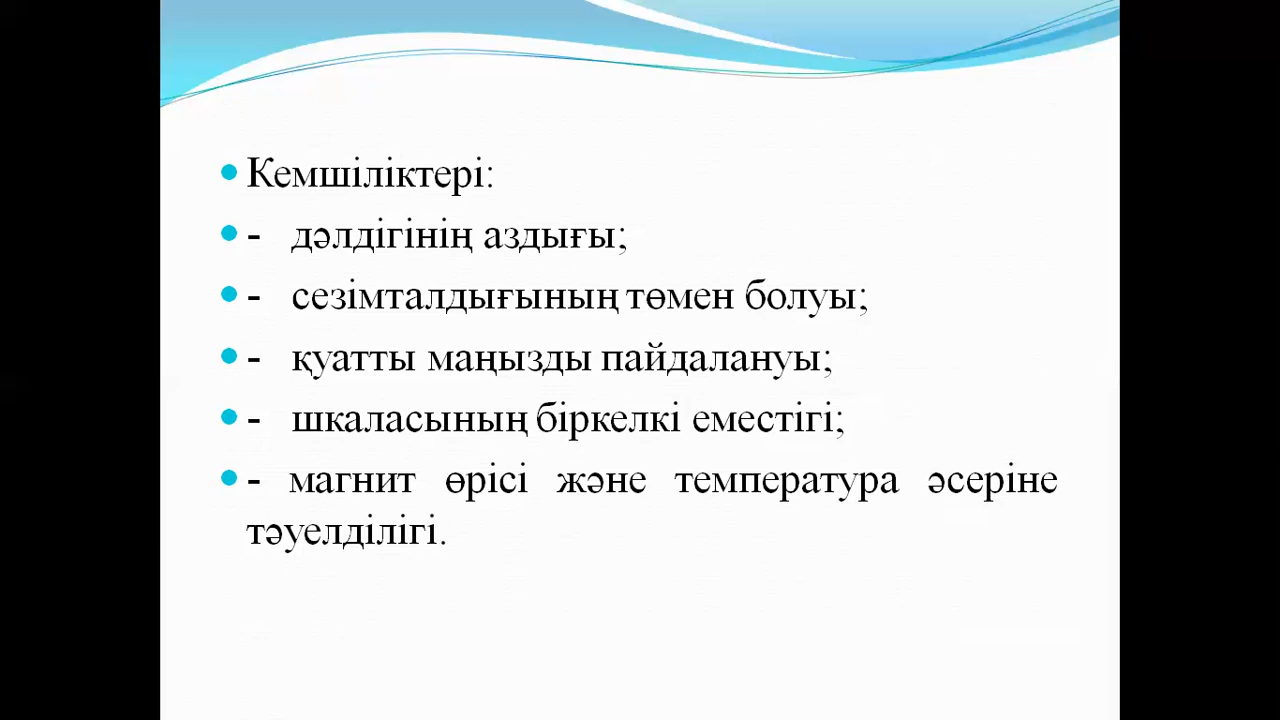 Кемшіліктері:
- дәлдігінің аздығы;
- сезімталдығының төмен болуы;
- қуатты маңызды пайдалануы;
- шкаласының біркелкі еместігі;
- магнит өрісі және температура әсеріне
тәуелділігі.